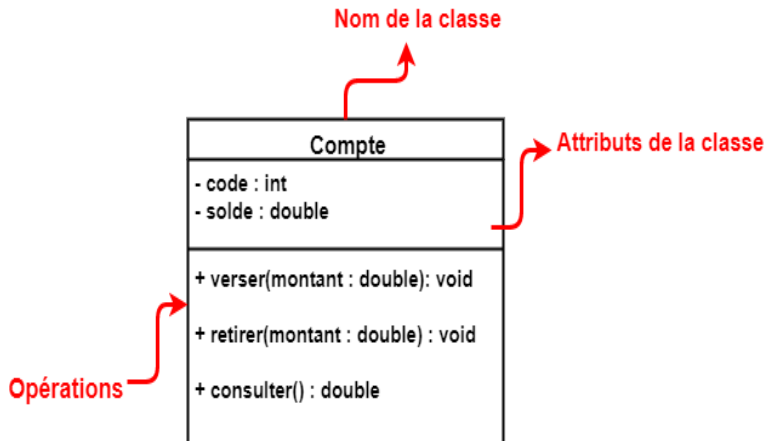 Nom de la classe
Compte
Attributs de la classe
- code : int
- solde : double
+ verser(montant : double): void
+ retirer(montant : double) : void
Opérations
+ consulter() : double